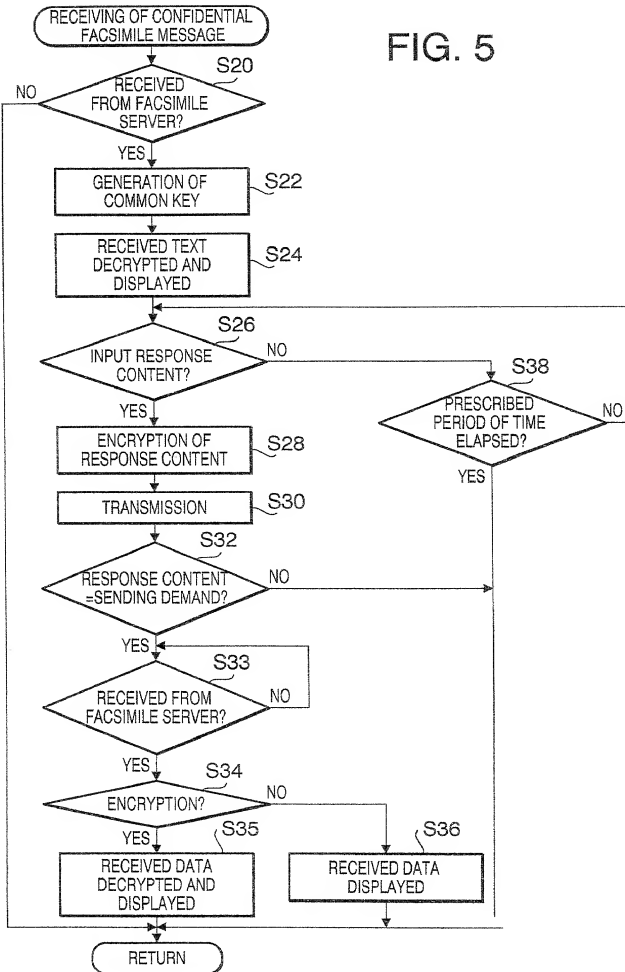 RECEIVING OF CONFIDENTIAL
FACSIMILE MESSAGE
FIG. 5
S20
NO
RECEIVED
FROM FACSIMILE
SERVER?
YES
GENERATION OF
COMMON KEY
S22
RECEIVED TEXT
DECRYPTED AND
DISPLAYED
S24
S26
INPUT RESPONSE
CONTENT?
NO
YES
S38
PRESCRIBED
PERIOD OF TIME
ELAPSED?
NO
YES
ENCRYPTION OF
RESPONSE CONTENT
S28
TRANSMISSION
S30
S32
RESPONSE CONTENT
=SENDING DEMAND?
NO
YES
S33
RECEIVED FROM
FACSIMILE SERVER?
NO
YES
S34
ENCRYPTION?
NO
YES
S35
RECEIVED DATA
DECRYPTED AND
DISPLAYED
S36
RECEIVED DATA
DISPLAYED
RETURN